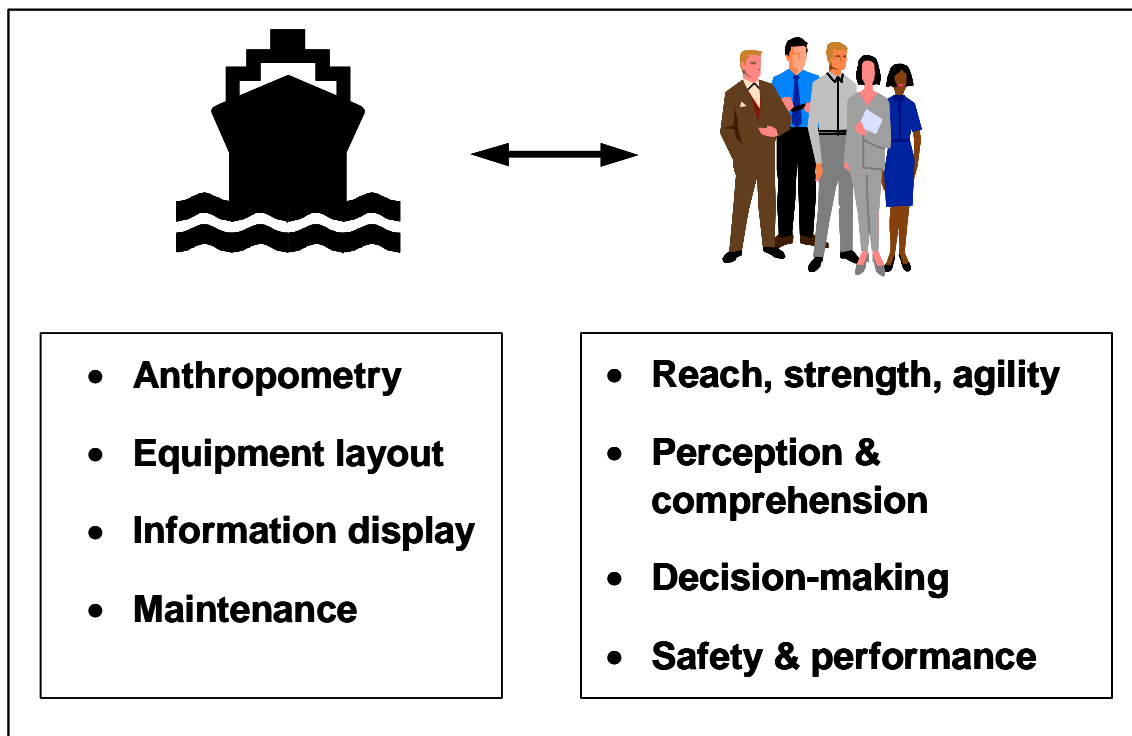 • Anthropometry
• Equipment layout
• Information display
• Maintenance
• Reach, strength, agility
• Perception &
comprehension
• Decision-making
• Safety & performance